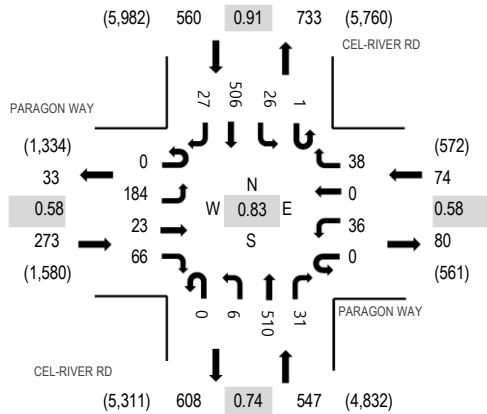 (5,982) 560 0.91 733 (5,760)
CEL-RIVER RD
27 506 26 1
PARAGON WAY
(1,334) (572)
0 38
33 74
184 N 0
0.58 W 0.83 E 0.58
23 S 36
273 80
66 0
(1,580) (561)
0 6 510 31
PARAGON WAY
CEL-RIVER RD
(5,311) 608 0.74 547 (4,832)